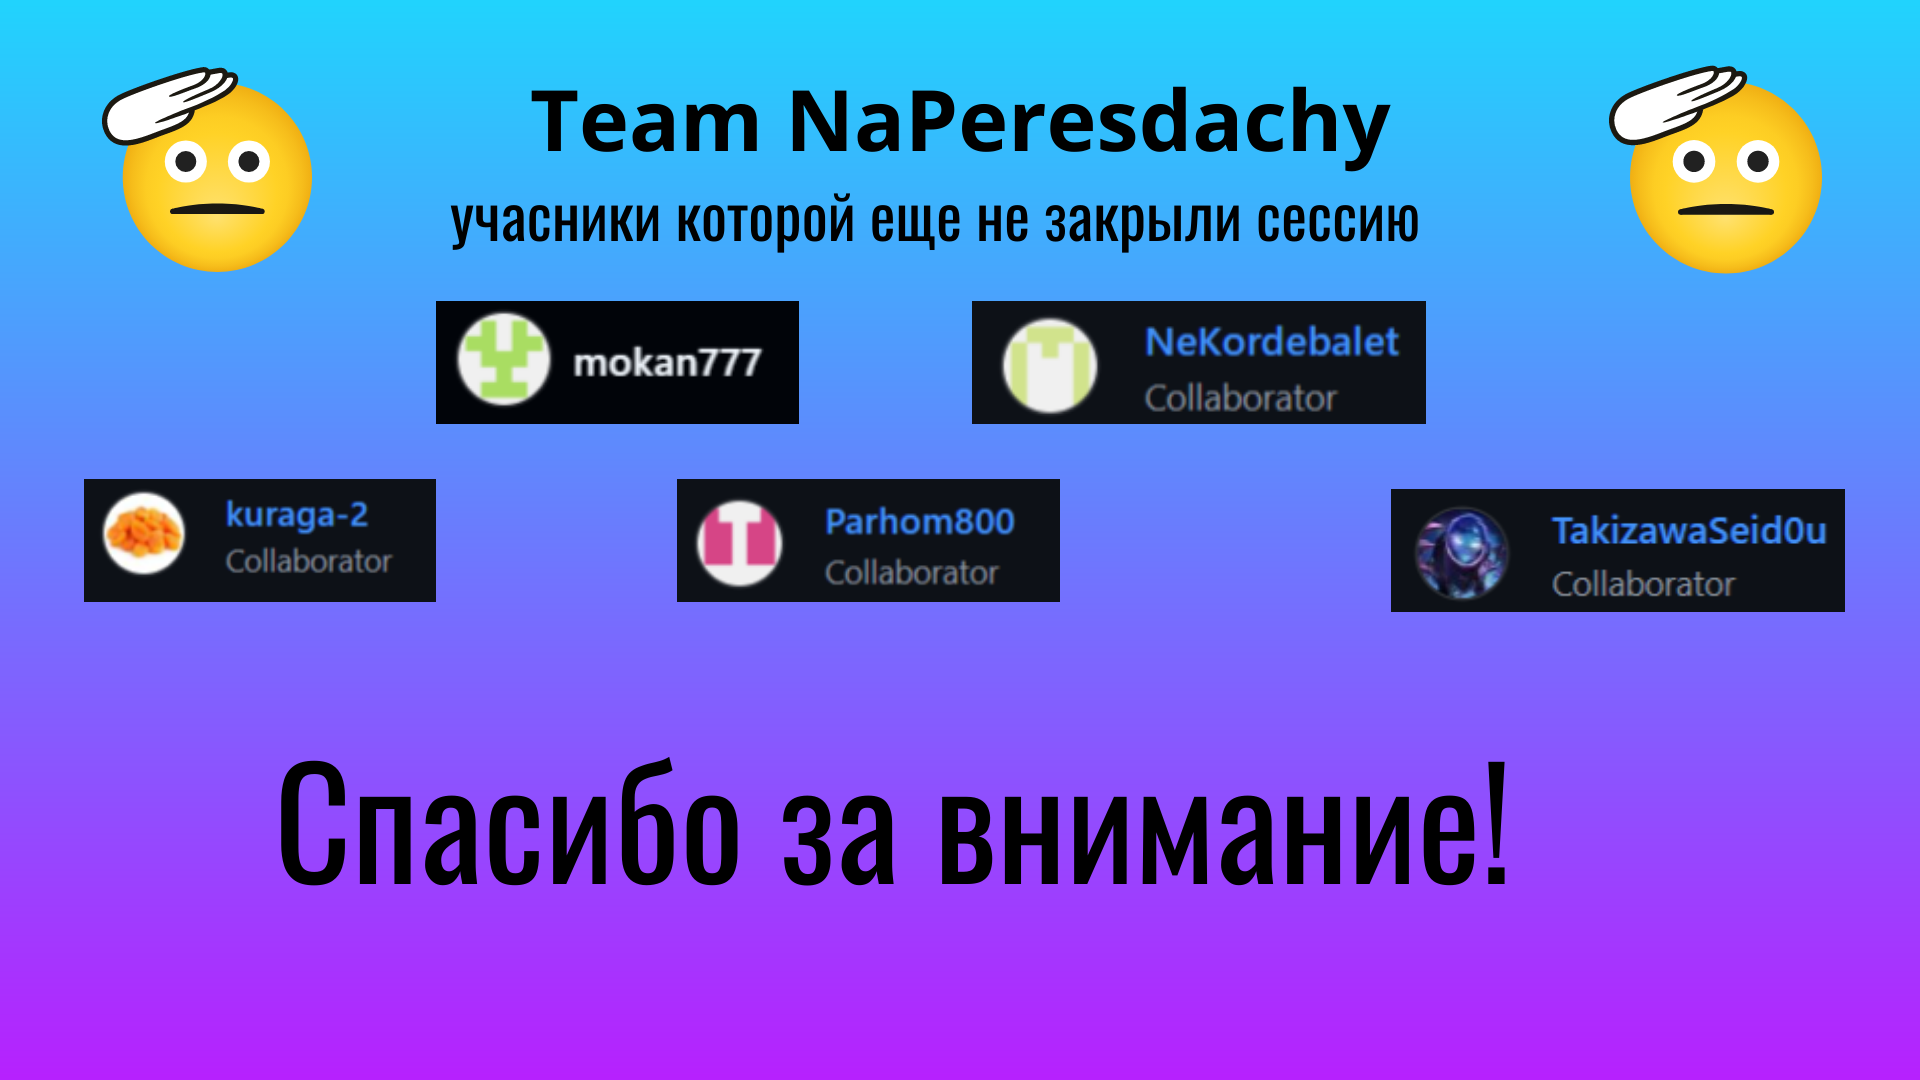 Team NaPeresdachy
учасники которой еще не закрыли сессию
mokan777
NeKordebalet
Collaborator
kuraga-2
Collaborator
Parhom800
Collaborator
TakizawaSeid0u
Collaborator
Спасибо за внимание!